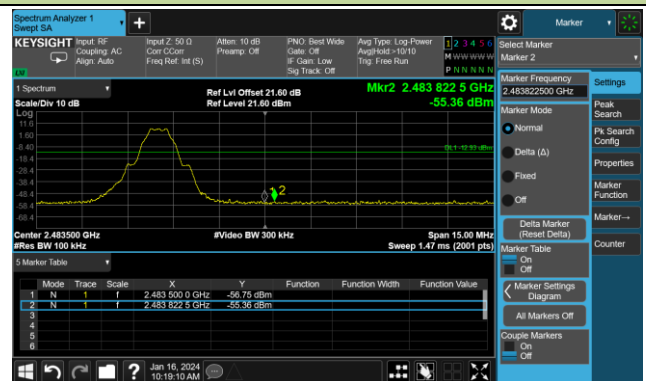 Spectrum Analyzer 1
Swept SA
Marker
KEYSIGHT
Input: RF
Coupling: AC
Align: Auto
Input Z: 50 Ω
Corr CCorr
Freq Ref: Int (S)
Atten: 10 dB
Preamp: Off
PNO: Best Wide
Gate: Off
IF Gain: Low
Sig Track: Off
Avg Type: Log-Power
Avg|Hold:>10/10
Trig: Free Run
1 2 3 4 5 6
M W W W W W
P N N N N N
LW
1 Spectrum
Scale/Div 10 dB
Log
Ref Lvl Offset 21.60 dB
Ref Level 21.60 dBm
Mkr2 2.483 822 5 GHz
-55.36 dBm
11.6
1.60
-8.40
-18.4
-28.4
-38.4
-48.4
-58.4
-68.4
DL1 -12.93 dBm
2
Center 2.483500 GHz
#Res BW 100 kHz
#Video BW 300 kHz
Span 15.00 MHz
Sweep 1.47 ms (2001 pts)
5 Marker Table
Mode Trace Scale X Y Function Function Width Function Value
1 N 1 f 2.483 500 0 GHz -56.75 dBm
2 N 1 f 2.483 822 5 GHz -55.36 dBm
3
4
5
6
Select Marker
Marker 2
Marker Frequency
2.483822500 GHz
Marker Mode
Normal
Delta (Δ)
Fixed
Off
Delta Marker
(Reset Delta)
Marker Table
On
Off
Marker Settings
Diagram
All Markers Off
Couple Markers
On
Off
Settings
Peak
Search
Pk Search
Config
Properties
Marker
Function
Marker→
Counter
?
Jan 16, 2024
10:19:10 AM